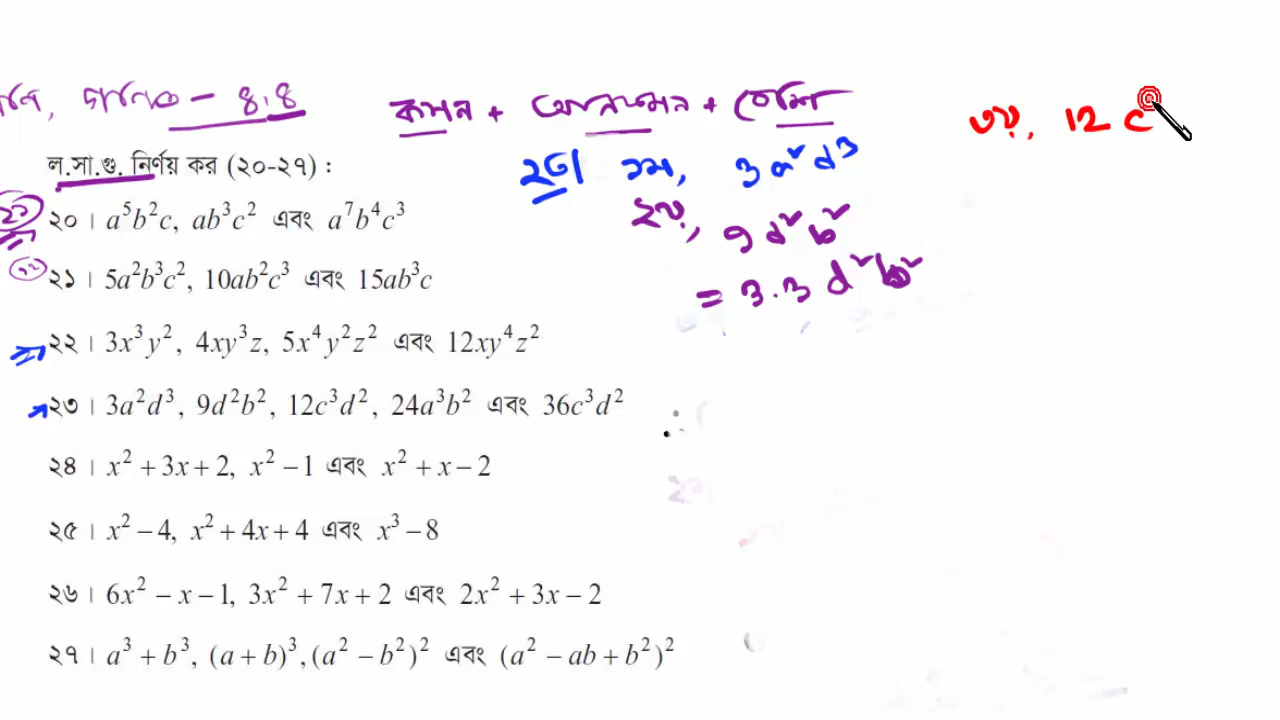 গণিত – ৪.৪
কমন + আনকমন + বেশি
ল.সা.গু. নির্ণয় কর (২০-২৭) :
২০। a⁵b²c, ab³c² এবং a⁷b⁴c³
২১। 5a²b³c², 10ab²c³ এবং 15ab³c
২২। 3x³y², 4xy³z, 5x⁴y²z² এবং 12xy⁴z²
২৩। 3a²d³, 9d²b², 12c³d², 24a³b² এবং 36c³d²
২৪। x² + 3x + 2, x² − 1 এবং x² + x − 2
২৫। x² − 4, x² + 4x + 4 এবং x³ − 8
২৬। 6x² − x − 1, 3x² + 7x + 2 এবং 2x² + 3x − 2
২৭। a³ + b³, (a + b)³, (a² − b²)² এবং (a² − ab + b²)²
২৩। ১ম, 3a²d³
২য়, 9d²b²
= 3.3 d²b²
৩য়, 12 c